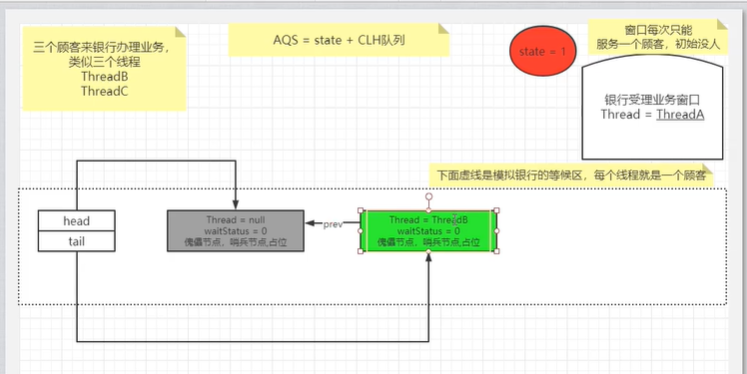 三个顾客来银行办理业务，
类似三个线程
ThreadB
ThreadC
AQS = state + CLH队列
state = 1
窗口每次只能
服务一个顾客，初始没人
银行受理业务窗口
Thread = ThreadA
下面虚线是模拟银行的等候区，每个线程就是一个顾客
head
tail
Thread = null
waitStatus = 0
傀儡节点，哨兵节点,占位
prev
Thread = ThreadB
waitStatus = 0
傀儡节点，哨兵节点,占位